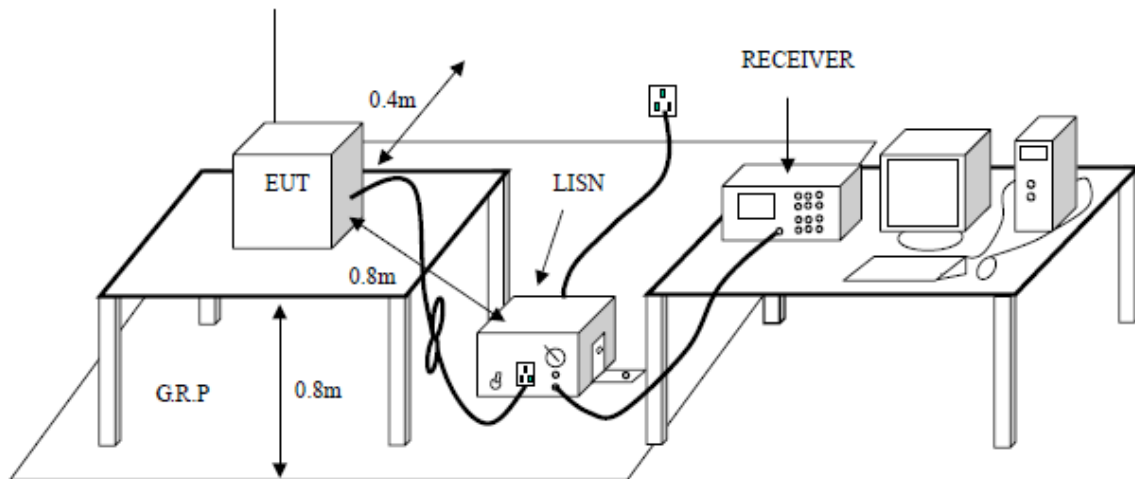 RECEIVER
0.4m
EUT
LISN
0.8m
G.R.P
0.8m